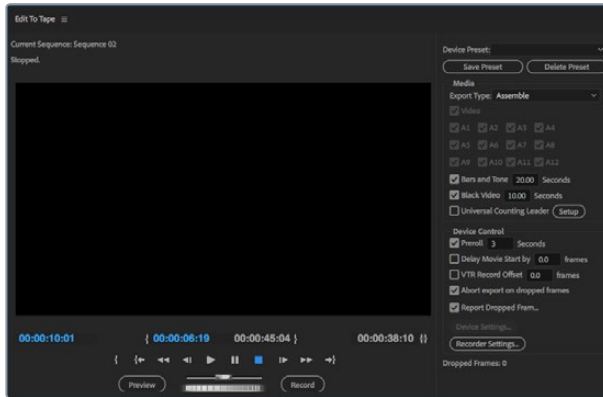 Edit To Tape
Current Sequence: Sequence 02
Stopped.
00:00:10:01
{ 00:00:06:19
00:00:45:04 }
00:00:38:10 {}
Preview
Record
Device Preset:
Save Preset
Delete Preset
Media
Export Type: Assemble
Video
A1 A2 A3 A4
A5 A6 A7 A8
A9 A10 A11 A12
Bars and Tone 20.00 Seconds
Black Video 10.00 Seconds
Universal Counting Leader Setup
Device Control
Preroll 3 Seconds
Delay Movie Start by 0.0 frames
VTR Record Offset 0.0 frames
Abort export on dropped frames
Report Dropped Fram...
Device Settings...
Recorder Settings...
Dropped Frames: 0